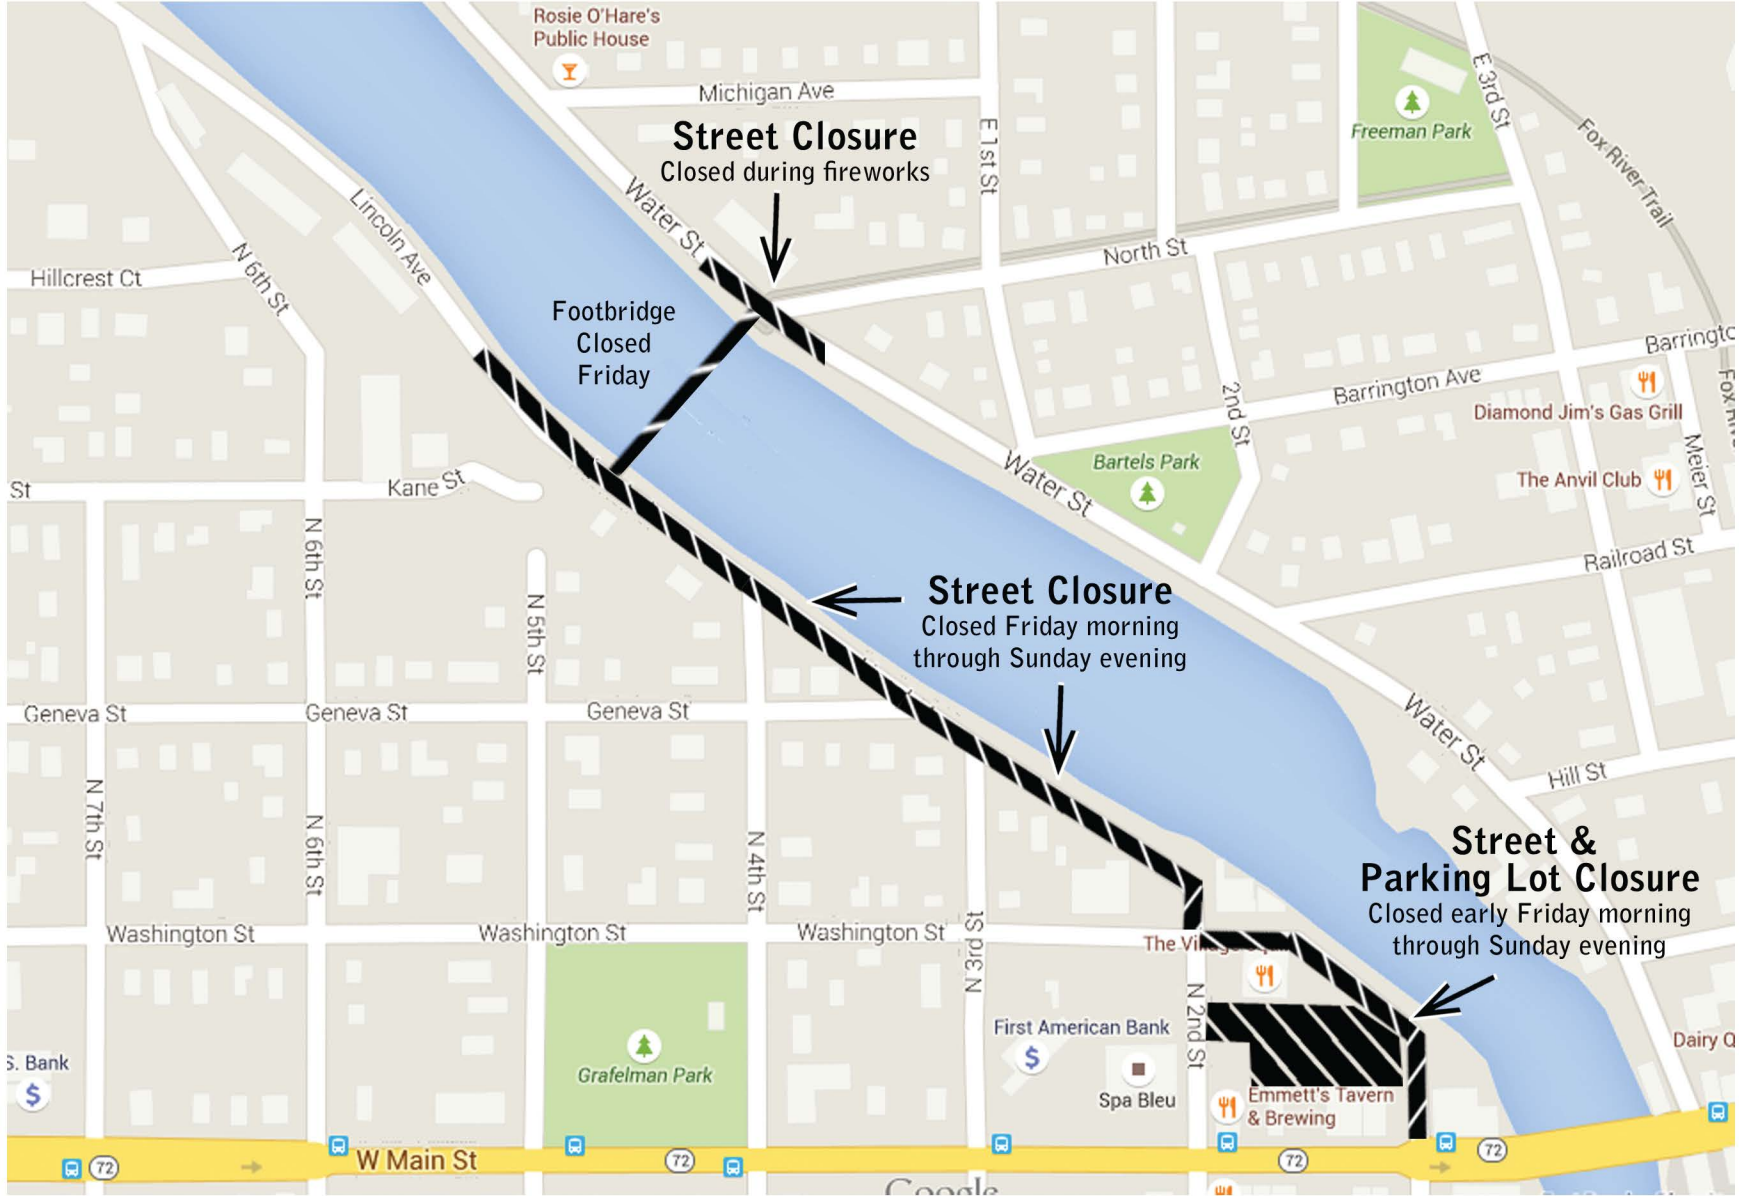 Rosie O'Hare's
Public House
Michigan Ave
Street Closure
Closed during fireworks
E 1st St
E 3rd St
Freeman Park
Fox River Trail
Water St
Lincoln Ave
N 6th St
Hillcrest Ct
North St
Footbridge
Closed
Friday
Barrington Ave
2nd St
Diamond Jim's Gas Grill
The Anvil Club
Meier St
Bartels Park
Water St
St
Kane St
N 6th St
Railroad St
Street Closure
Closed Friday morning
through Sunday evening
N 5th St
Geneva St
Geneva St
Geneva St
Water St
Hill St
N 7th St
N 6th St
N 4th St
Street &
Parking Lot Closure
Closed early Friday morning
through Sunday evening
Washington St
Washington St
Washington St
N 3rd St
The
N 2nd St
First American Bank
$
Grafelman Park
Spa Bleu
Emmett's Tavern
& Brewing
S. Bank
$
Dairy Q
W Main St
72
72
72
72
Google